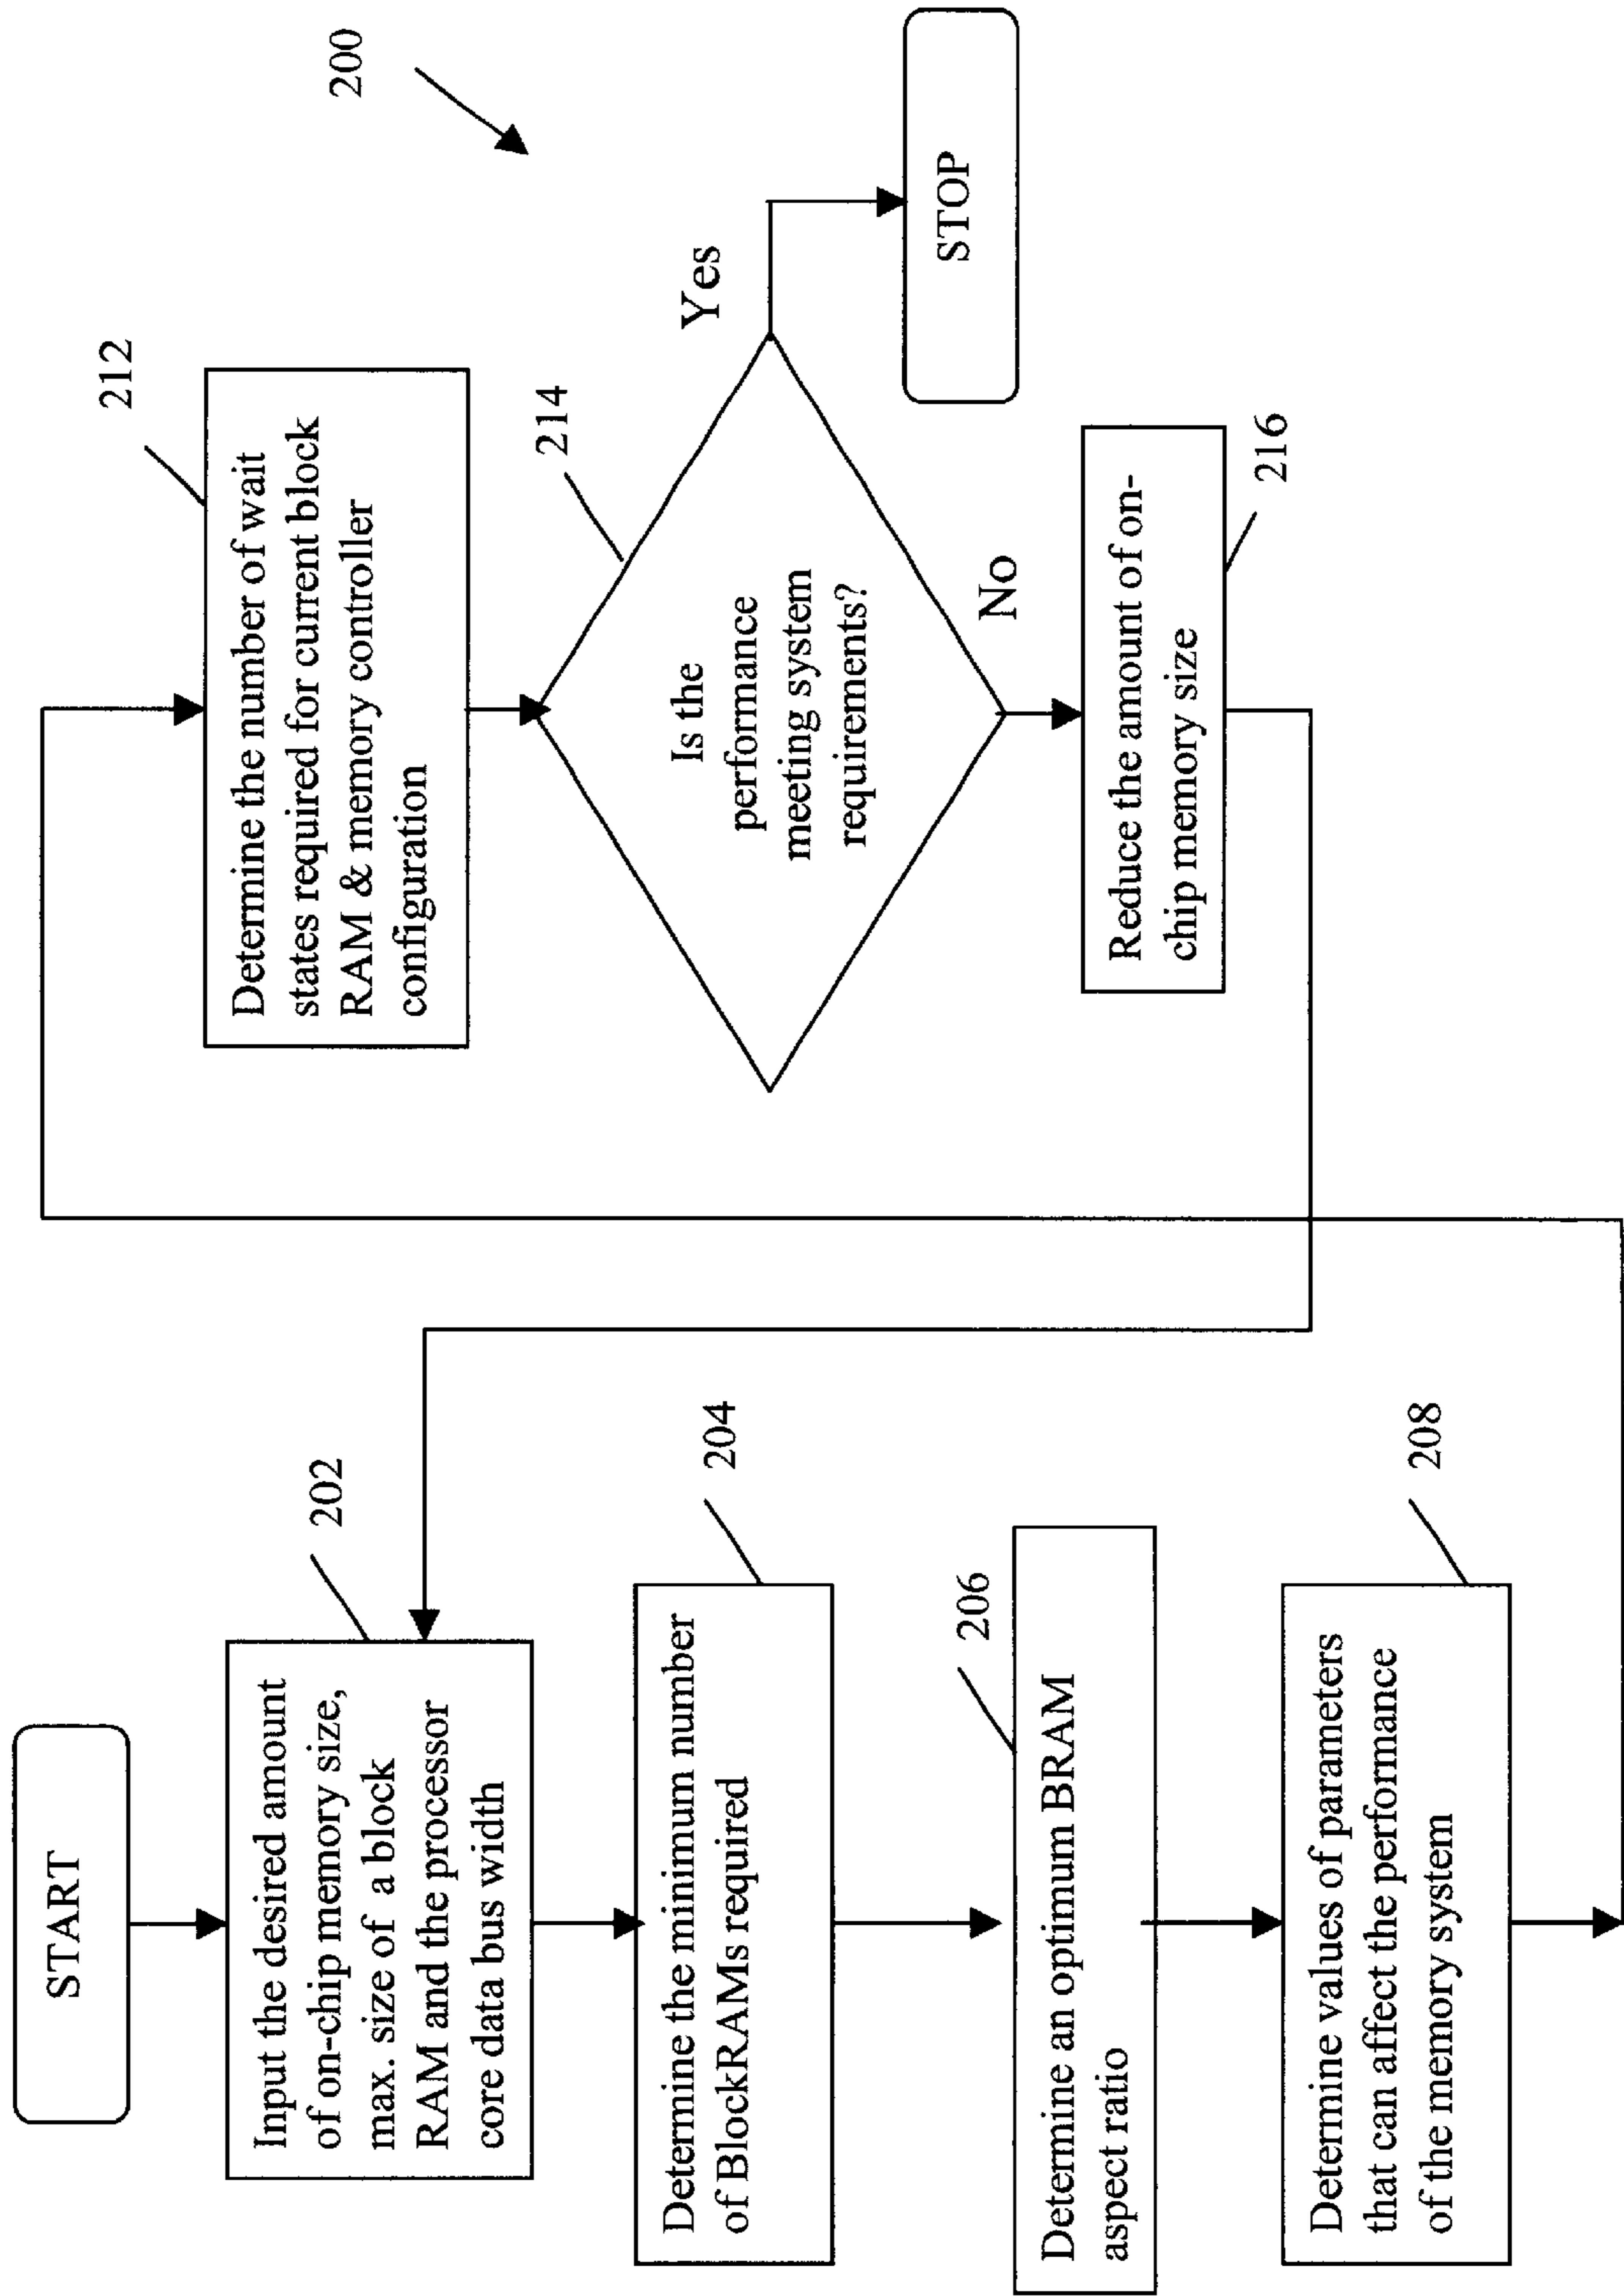 START
202
Input the desired amount
of on-chip memory size,
max. size of a block
RAM and the processor
core data bus width
204
Determine the minimum number
of BlockRAMs required
206
Determine an optimum BRAM
aspect ratio
208
Determine values of parameters
that can affect the performance
of the memory system
200
212
Determine the number of wait
states required for current block
RAM & memory controller
configuration
214
Is the
performance
meeting system
requirements?
Yes
STOP
No
216
Reduce the amount of on-
chip memory size